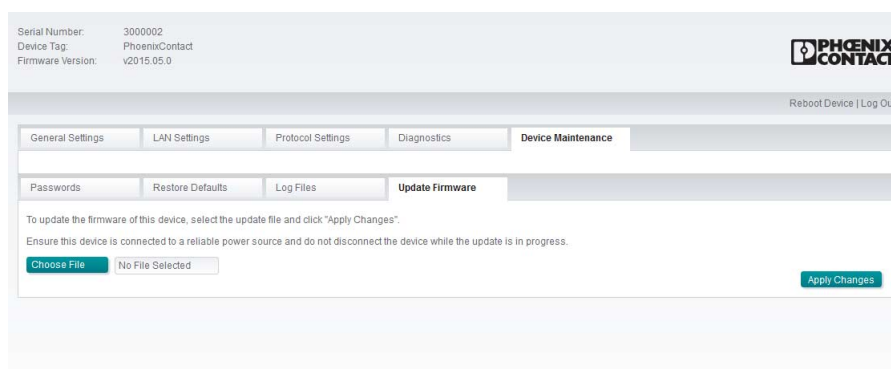 Serial Number: 3000002
Device Tag: PhoenixContact
Firmware Version: v2015.05.0
PHŒNIX
CONTACT
Reboot Device | Log Ou
General Settings LAN Settings Protocol Settings Diagnostics Device Maintenance
Passwords Restore Defaults Log Files Update Firmware
To update the firmware of this device, select the update file and click "Apply Changes".
Ensure this device is connected to a reliable power source and do not disconnect the device while the update is in progress.
Choose File No File Selected
Apply Changes